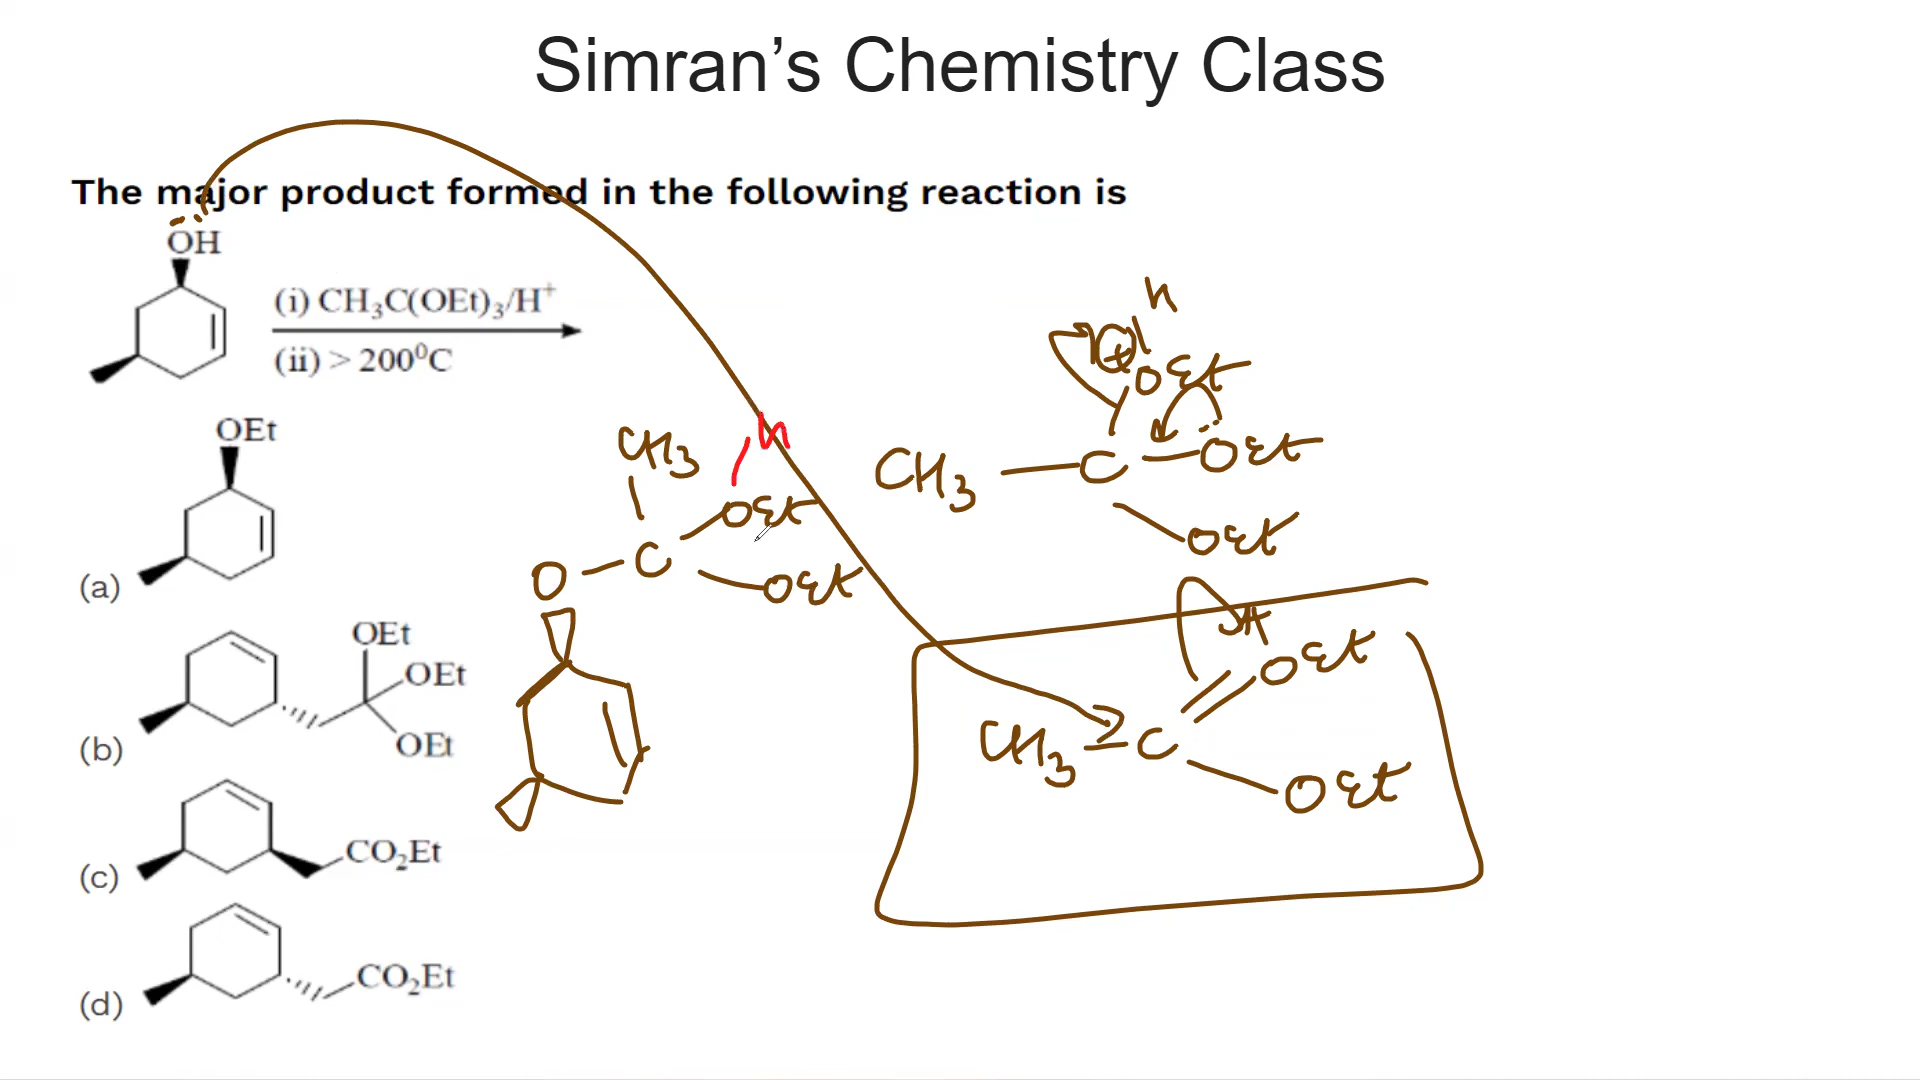 Simran’s Chemistry Class
The major product formed in the following reaction is
OH
(i) CH₃C(OEt)₃/H⁺
(ii) > 200⁰C
OEt
(a)
OEt
OEt
OEt
(b)
CO₂Et
(c)
CO₂Et
(d)
CH₃
H
OEt
O
C
OEt
H
+
OEt
CH₃
C
OEt
OEt
OEt
CH₃
C
OEt